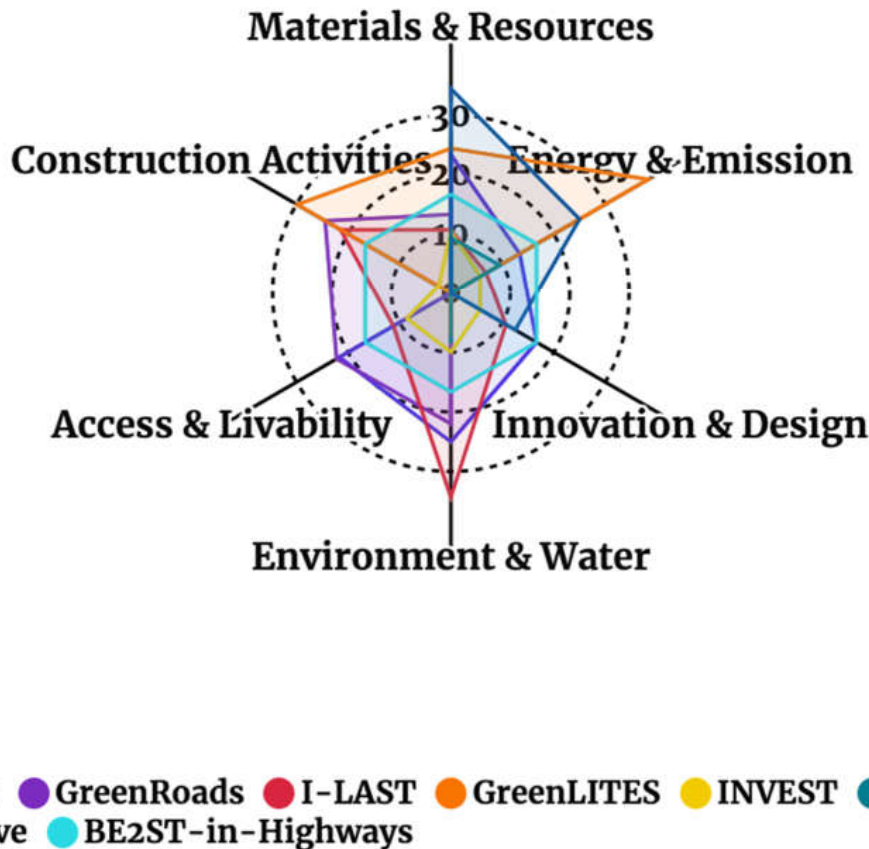 Materials & Resources
30
Construction Activities
Energy & Emission
20
10
Access & Livability
Innovation & Design
Environment & Water
GreenRoads I-LAST GreenLITES INVEST
BE2ST-in-Highways